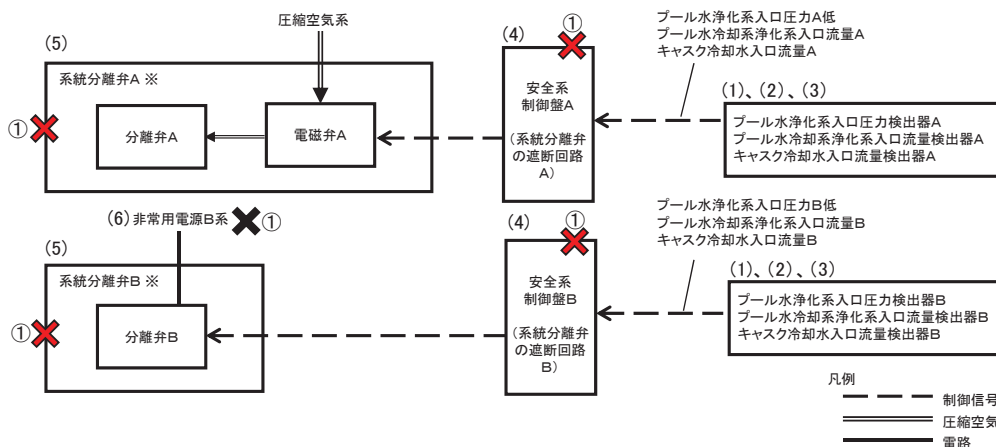 圧縮空気系
(5)
系統分離弁A ※
①
分離弁A
電磁弁A
(4)
①
安全系
制御盤A
(系統分離弁
の遮断回路
A)
プール水浄化系入口圧力A低
プール水冷却系浄化系入口流量A
キャスク冷却水入口流量A
(1)、(2)、(3)
プール水浄化系入口圧力検出器A
プール水冷却系浄化系入口流量検出器A
キャスク冷却水入口流量検出器A
(6)非常用電源B系
①
(5)
系統分離弁B ※
①
分離弁B
(4)
①
安全系
制御盤B
(系統分離弁
の遮断回路
B)
プール水浄化系入口圧力B低
プール水冷却系浄化系入口流量B
キャスク冷却水入口流量B
(1)、(2)、(3)
プール水浄化系入口圧力検出器B
プール水冷却系浄化系入口流量検出器B
キャスク冷却水入口流量検出器B
凡例
制御信号
圧縮空気
電路